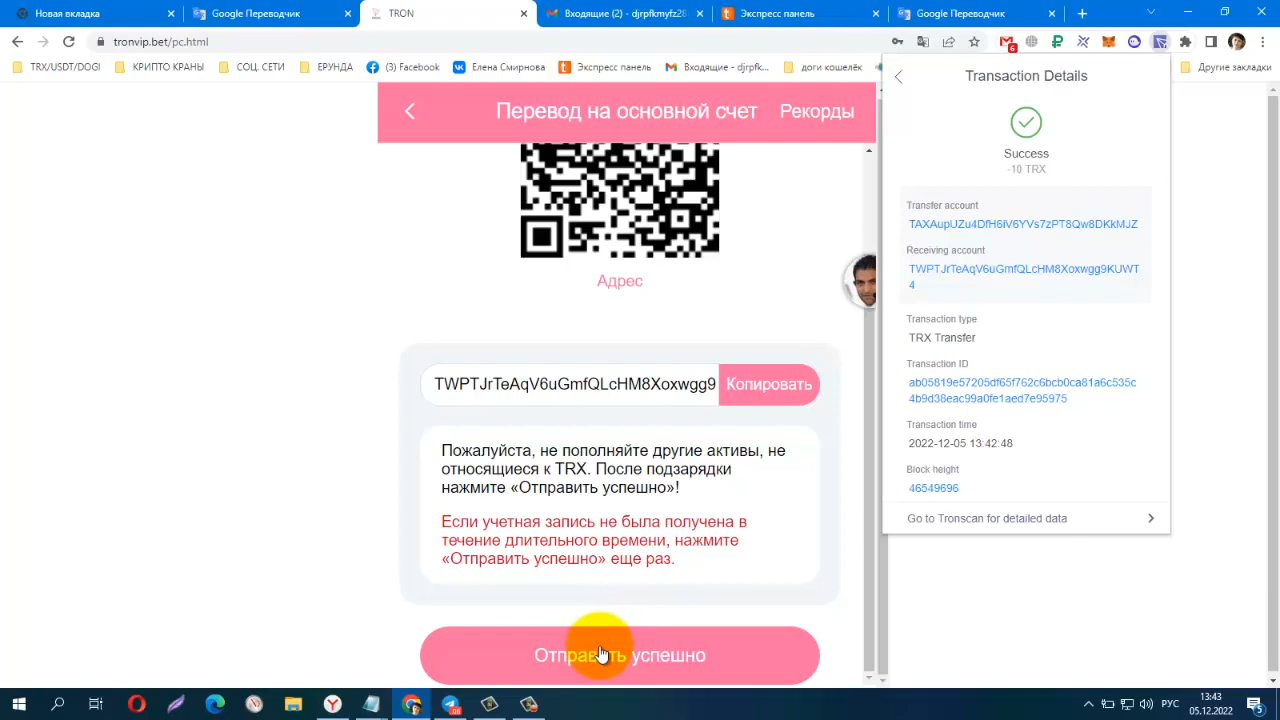 Новая вкладка
Google Переводчик
TRON
Входящие (2) - djrpfkmyfz28
Экспресс панель
Google Переводчик
tronvip.bet/pc.html
6
TRX/USDT/DOGI
КРИПТО КРАНЫ
СОЦ. СЕТИ
ЕРУНДА
(3) Facebook
Елена Смирнова
Экспресс панель
Входящие - djrpfk...
доги кошелёк
Другие закладки
Перевод на основной счет
Рекорды
Адрес
TWPTJrTeAqV6uGmfQLcHM8Xoxwgg9
Копировать
Пожалуйста, не пополняйте другие активы, не
относящиеся к TRX. После подзарядки
нажмите «Отправить успешно»!
Если учетная запись не была получена в
течение длительного времени, нажмите
«Отправить успешно» еще раз.
Отправить успешно
Transaction Details
Success
-10 TRX
Transfer account
TAXAupUZu4DfH6iV6YVs7zPT8Qw8DKkMJZ
Receiving account
TWPTJrTeAqV6uGmfQLcHM8Xoxwgg9KUWT
4
Transaction type
TRX Transfer
Transaction ID
ab05819e57205df65f762c6bcb0ca81a6c535c
4b9d38eac99a0fe1aed7e95975
Transaction time
2022-12-05 13:42:48
Block height
46549696
Go to Tronscan for detailed data
РУС
13:43
05.12.2022